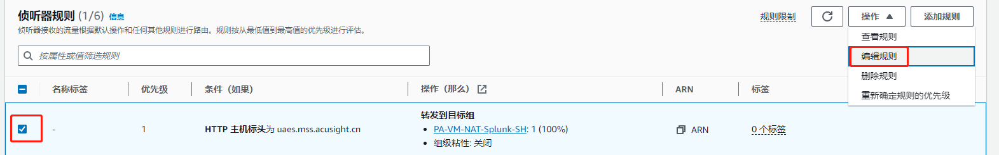 侦听器规则 (1/6) 信息
侦听器接收的流量根据默认操作和任何其他规则进行路由。规则按从最低值到最高值的优先级进行评估。
规则限制
操作
添加规则
查看规则
编辑规则
删除规则
重新确定规则的优先级
按属性或值筛选规则
名称标签 优先级 条件（如果） 操作（那么） ARN 标签
- 1 HTTP 主机标头为 uaes.mss.acusight.cn
转发到目标组
• PA-VM-NAT-Splunk-SH: 1 (100%)
• 组级粘性: 关闭
ARN
0 个标签